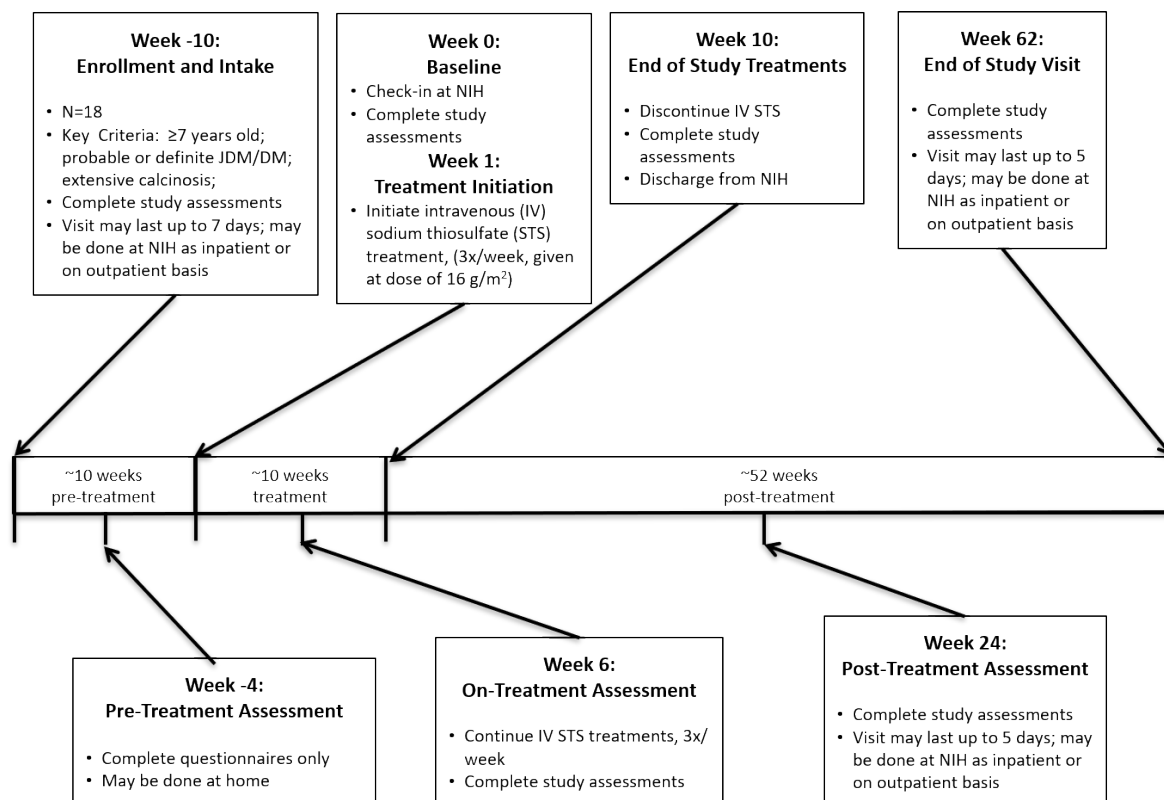 Week -10:
Enrollment and Intake
• N=18
• Key Criteria: ≥7 years old;
probable or definite JDM/DM;
extensive calcinosis;
• Complete study assessments
• Visit may last up to 7 days; may
be done at NIH as inpatient or
on outpatient basis
Week 0:
Baseline
• Check-in at NIH
• Complete study
assessments
Week 1:
Treatment Initiation
• Initiate intravenous (IV)
sodium thiosulfate (STS)
treatment, (3x/week, given
at dose of 16 g/m²)
Week 10:
End of Study Treatments
• Discontinue IV STS
• Complete study
assessments
• Discharge from NIH
Week 62:
End of Study Visit
• Complete study
assessments
• Visit may last up to 5
days; may be done at
NIH as inpatient or
on outpatient basis
~10 weeks
pre-treatment
~10 weeks
treatment
~52 weeks
post-treatment
Week -4:
Pre-Treatment Assessment
• Complete questionnaires only
• May be done at home
Week 6:
On-Treatment Assessment
• Continue IV STS treatments, 3x/
week
• Complete study assessments
Week 24:
Post-Treatment Assessment
• Complete study assessments
• Visit may last up to 5 days; may
be done at NIH as inpatient or
on outpatient basis